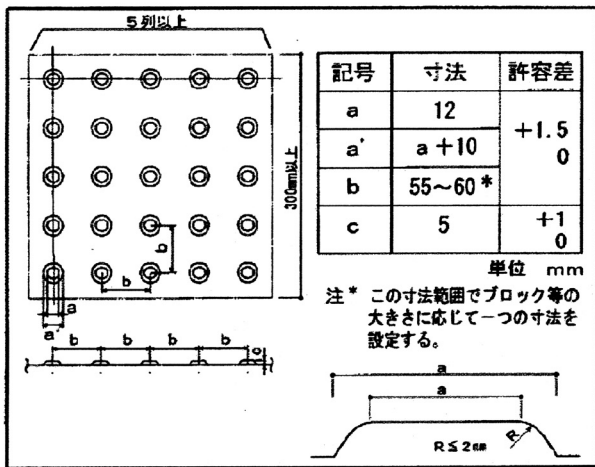 5列以上
300mm以上
b
b
a
a'
b
b
b
b
c
記号 寸法 許容差
a 12 +1.5 0
a' a+10
b 55~60*
c 5 +1 0
単位 mm
注* この寸法範囲でブロック等の
大きさに応じて一つの寸法を
設定する。
a
a
R
R≦2mm